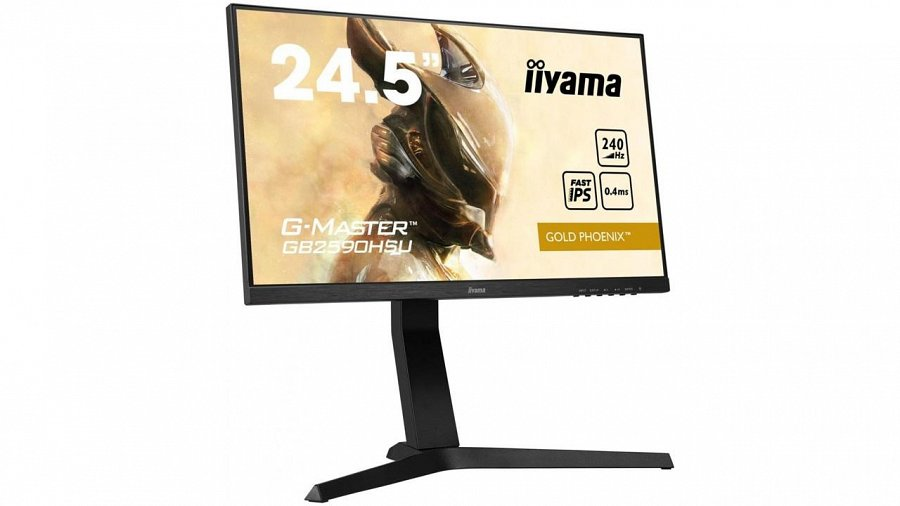 24.5"
iiyama
240
Hz
FAST
iPS
0.4ms
G-MASTER™
GB2590HSU
GOLD PHOENIX™
iiyama